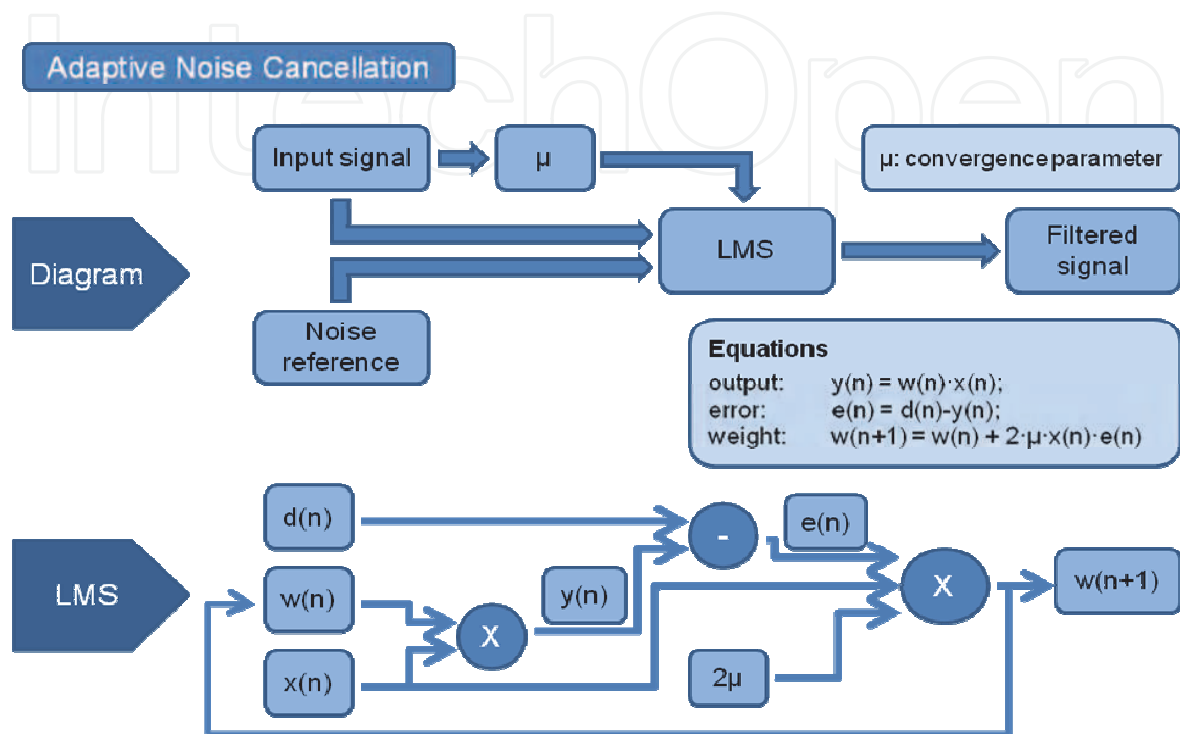 IntechOpen
Adaptive Noise Cancellation
Input signal
μ
μ: convergence parameter
Diagram
LMS
Filtered
signal
Noise
reference
Equations
output: y(n) = w(n)·x(n);
error: e(n) = d(n)-y(n);
weight: w(n+1) = w(n) + 2·μ·x(n)·e(n)
d(n)
-
e(n)
LMS
w(n)
y(n)
X
X
w(n+1)
x(n)
2μ